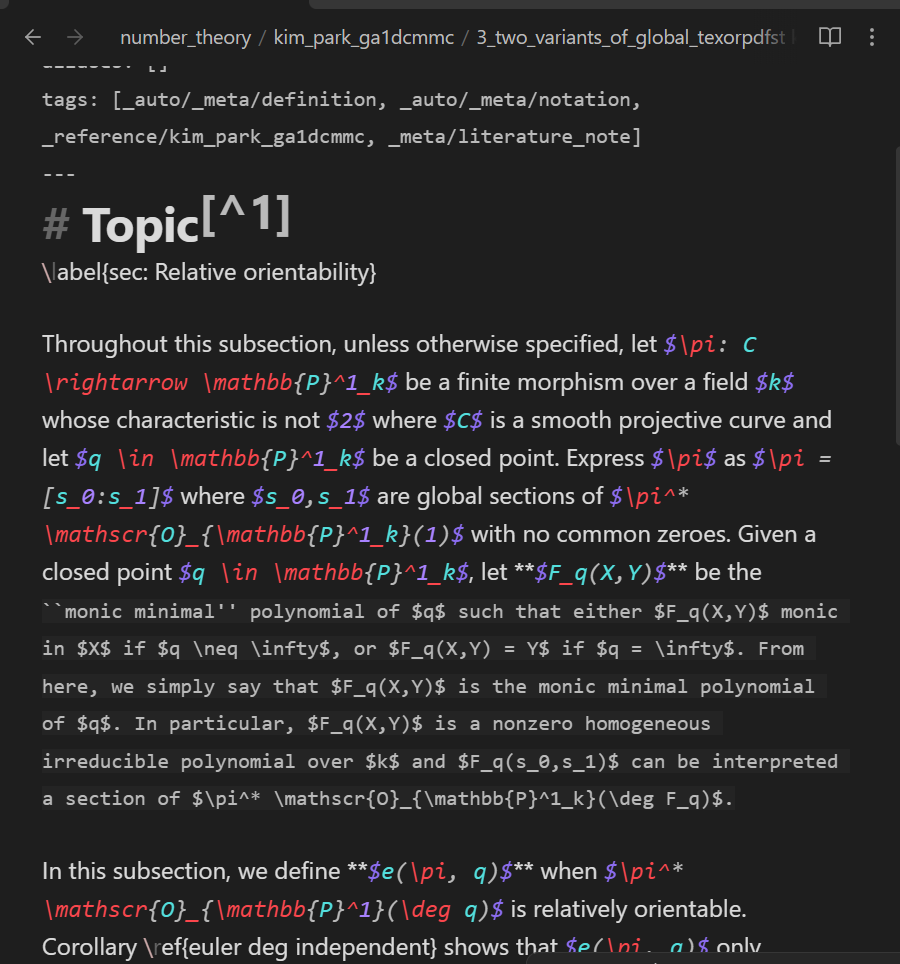 number_theory / kim_park_ga1dcmmc / 3_two_variants_of_global_texorpdfst
tags: [_auto/_meta/definition, _auto/_meta/notation,
_reference/kim_park_ga1dcmmc, _meta/literature_note]
---
# Topic[^1]
\label{sec: Relative orientability}
Throughout this subsection, unless otherwise specified, let $\pi: C
\rightarrow \mathbb{P}^1_k$ be a finite morphism over a field $k$
whose characteristic is not $2$ where $C$ is a smooth projective curve and
let $q \in \mathbb{P}^1_k$ be a closed point. Express $\pi$ as $\pi =
[s_0:s_1]$ where $s_0,s_1$ are global sections of $\pi^*
\mathscr{O}_{\mathbb{P}^1_k}(1)$ with no common zeroes. Given a
closed point $q \in \mathbb{P}^1_k$, let **$F_q(X,Y)$** be the
``monic minimal'' polynomial of $q$ such that either $F_q(X,Y)$ monic
in $X$ if $q \neq \infty$, or $F_q(X,Y) = Y$ if $q = \infty$. From
here, we simply say that $F_q(X,Y)$ is the monic minimal polynomial
of $q$. In particular, $F_q(X,Y)$ is a nonzero homogeneous
irreducible polynomial over $k$ and $F_q(s_0,s_1)$ can be interpreted
a section of $\pi^* \mathscr{O}_{\mathbb{P}^1_k}(\deg F_q)$.
In this subsection, we define **$e(\pi, q)$** when $\pi^*
\mathscr{O}_{\mathbb{P}^1}(\deg q)$ is relatively orientable.
Corollary \ref{euler deg independent} shows that $e(\pi, q)$ only